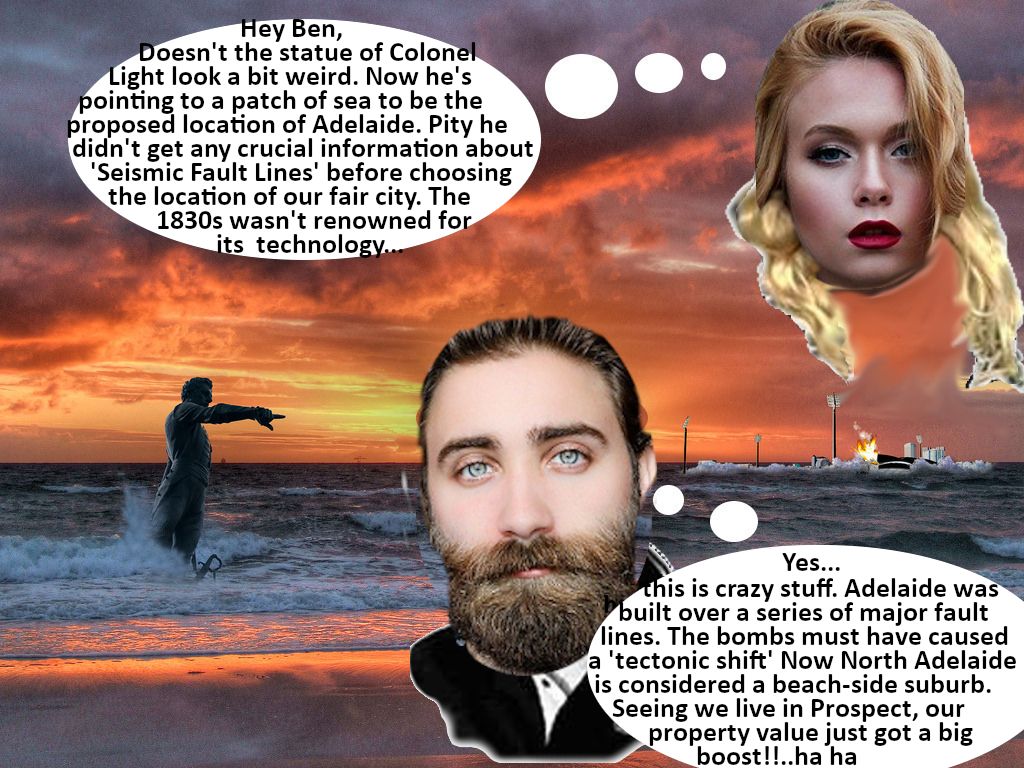 Hey Ben,
Doesn't the statue of Colonel
Light look a bit weird. Now he's
pointing to a patch of sea to be the
proposed location of Adelaide. Pity he
didn't get any crucial information about
'Seismic Fault Lines' before choosing
the location of our fair city. The
1830s wasn't renowned for
its  technology...
Yes...
this is crazy stuff. Adelaide was
built over a series of major fault
lines. The bombs must have caused
a 'tectonic shift' Now North Adelaide
is considered a beach-side suburb.
Seeing we live in Prospect, our
property value just got a big
boost!!..ha ha